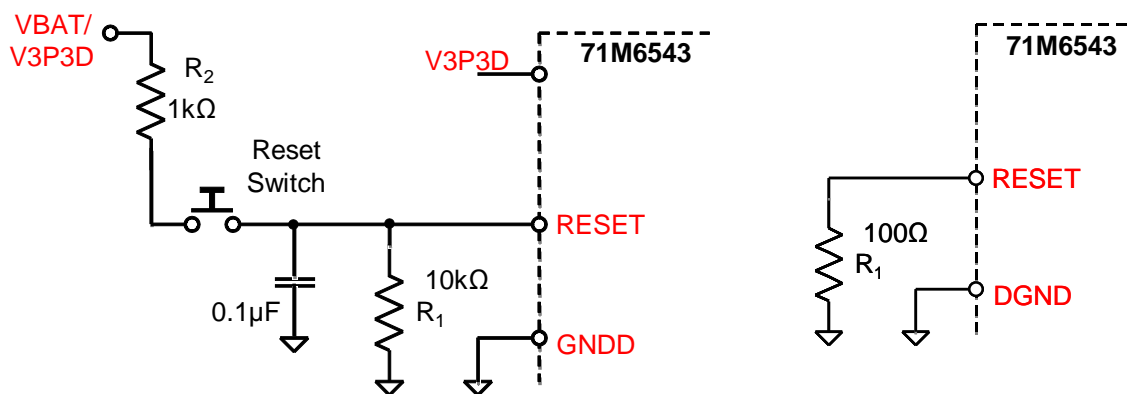 VBAT/
V3P3D
R2
1kΩ
Reset
Switch
0.1µF
10kΩ
R1
V3P3D
71M6543
RESET
GNDD
71M6543
RESET
100Ω
R1
DGND